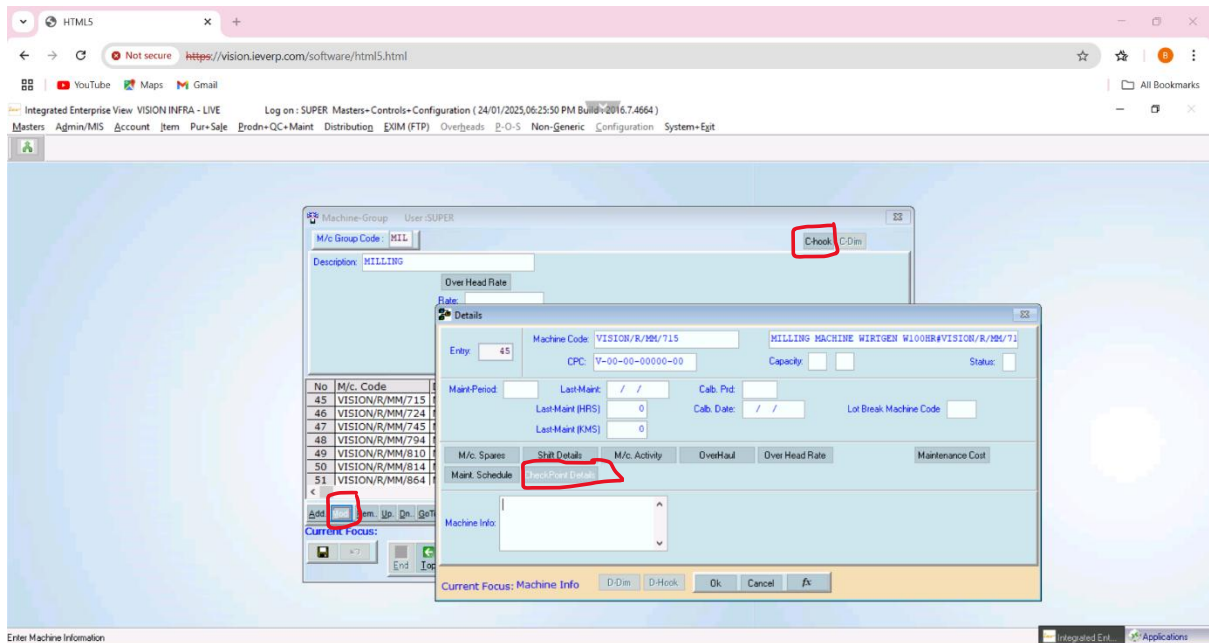 HTML5
Not secure https://vision.ieverp.com/software/html5.html
B
YouTube Maps Gmail All Bookmarks
Integrated Enterprise View VISION INFRA - LIVE Log on : SUPER Masters+Controls+Configuration ( 24/01/2025,06:25:50 PM Build : 2016.7.4664 )
Masters Admin/MIS Account Item Pur+Sale Prodn+QC+Maint Distribution EXIM (FTP) Overheads P-O-S Non-Generic Configuration System+Exit
Machine-Group User :SUPER
M/c Group Code : MIL C-hook C-Dim
Description: MILLING
Over Head Rate
Rate:
Details
Entry: 45
Machine Code: VISION/R/MM/715 MILLING MACHINE WIRTGEN W100HR#VISION/R/MM/71
CPC: V-00-00-00000-00 Capacity: Status:
Maint-Period: Last-Maint: / / Calb. Prd:
Last-Maint (HRS) 0 Calb. Date: / / Lot Break Machine Code
Last-Maint (KMS) 0
M/c. Spares Shift Details M/c. Activity OverHaul Over Head Rate Maintenance Cost
Maint. Schedule CheckPoint Details
Machine Info:
Current Focus: Machine Info D-Dim D-Hook Ok Cancel fx
No M/c. Code
45 VISION/R/MM/715
46 VISION/R/MM/724
47 VISION/R/MM/745
48 VISION/R/MM/794
49 VISION/R/MM/810
50 VISION/R/MM/814
51 VISION/R/MM/864
Add. Rem.. Up. Dn..
Current Focus:
End Top
Enter Machine Information
Integrated Ent... Applications